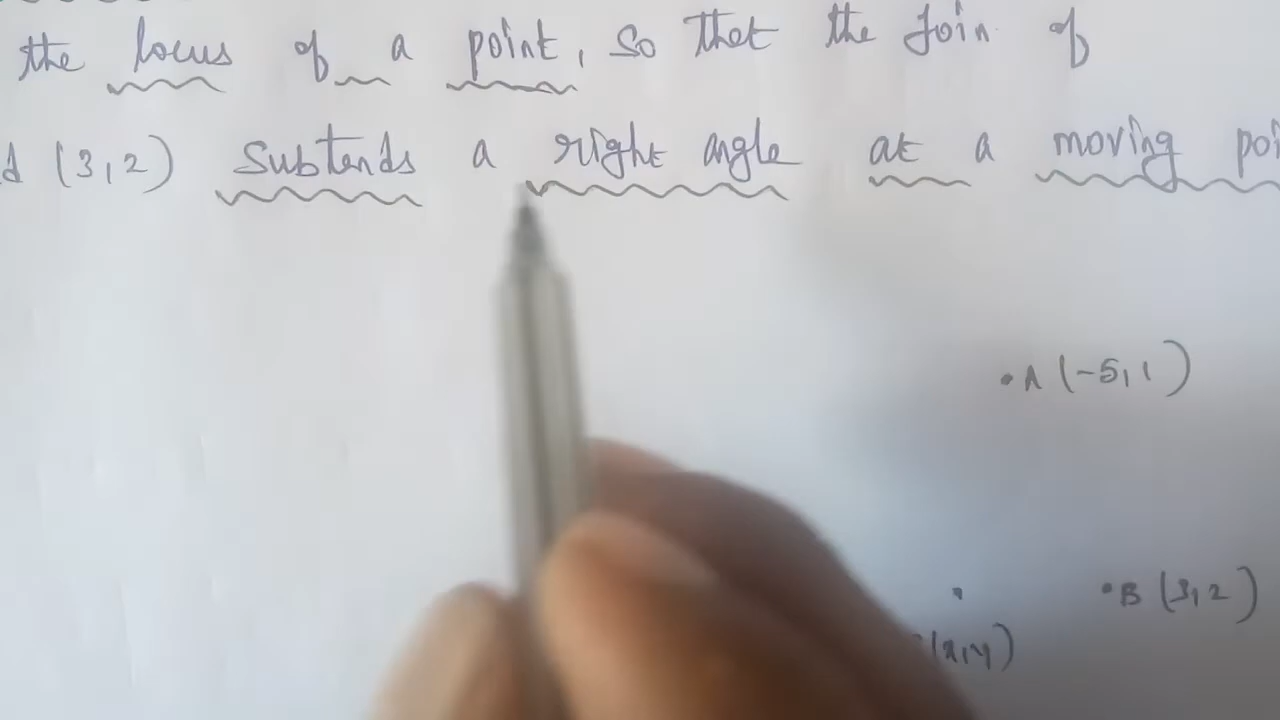 the locus of a point, so that the join of
d (3,2) subtends a right angle at a moving poi
A (-5,1)
B (3,2)
(x,y)